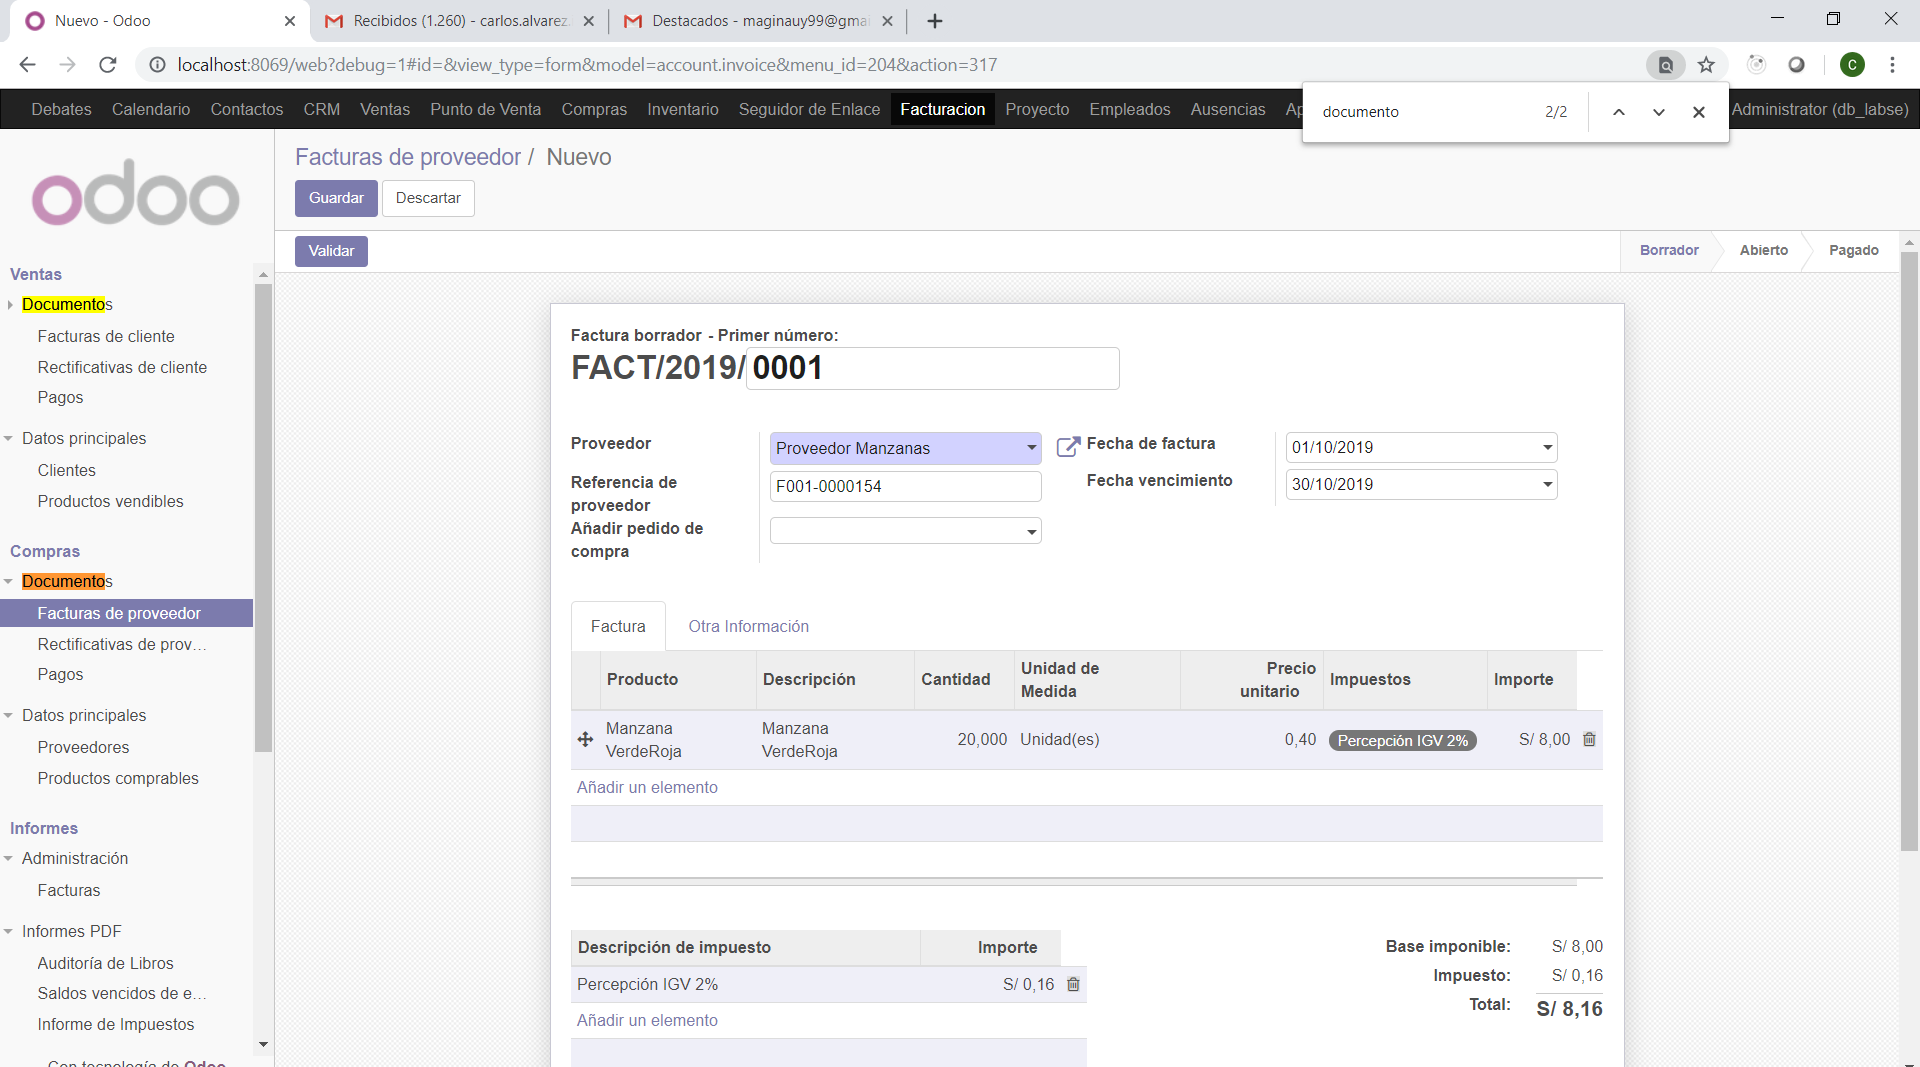 Nuevo - Odoo
Recibidos (1.260) - carlos.alvarez.
Destacados - maginauy99@gmai
localhost:8069/web?debug=1#id=&view_type=form&model=account.invoice&menu_id=204&action=317
C
Debates Calendario Contactos CRM Ventas Punto de Venta Compras Inventario Seguidor de Enlace Facturacion Proyecto Empleados Ausencias Ap
documento 2/2
Administrator (db_labse)
odoo
Facturas de proveedor / Nuevo
Guardar Descartar
Validar
Borrador Abierto Pagado
Ventas
Documentos
Facturas de cliente
Rectificativas de cliente
Pagos
Datos principales
Clientes
Productos vendibles
Compras
Documentos
Facturas de proveedor
Rectificativas de prov…
Pagos
Datos principales
Proveedores
Productos comprables
Informes
Administración
Facturas
Informes PDF
Auditoría de Libros
Saldos vencidos de e…
Informe de Impuestos
Con tecnología de Odoo
Factura borrador - Primer número:
FACT/2019/ 0001
Proveedor Proveedor Manzanas
Referencia de
proveedor
F001-0000154
Añadir pedido de
compra
Fecha de factura 01/10/2019
Fecha vencimiento 30/10/2019
Factura Otra Información
Producto Descripción Cantidad Unidad de
Medida
Precio
unitario
Impuestos Importe
Manzana
VerdeRoja
Manzana
VerdeRoja
20,000 Unidad(es) 0,40 Percepción IGV 2% S/ 8,00
Añadir un elemento
Descripción de impuesto Importe
Percepción IGV 2% S/ 0,16
Añadir un elemento
Base imponible: S/ 8,00
Impuesto: S/ 0,16
Total: S/ 8,16